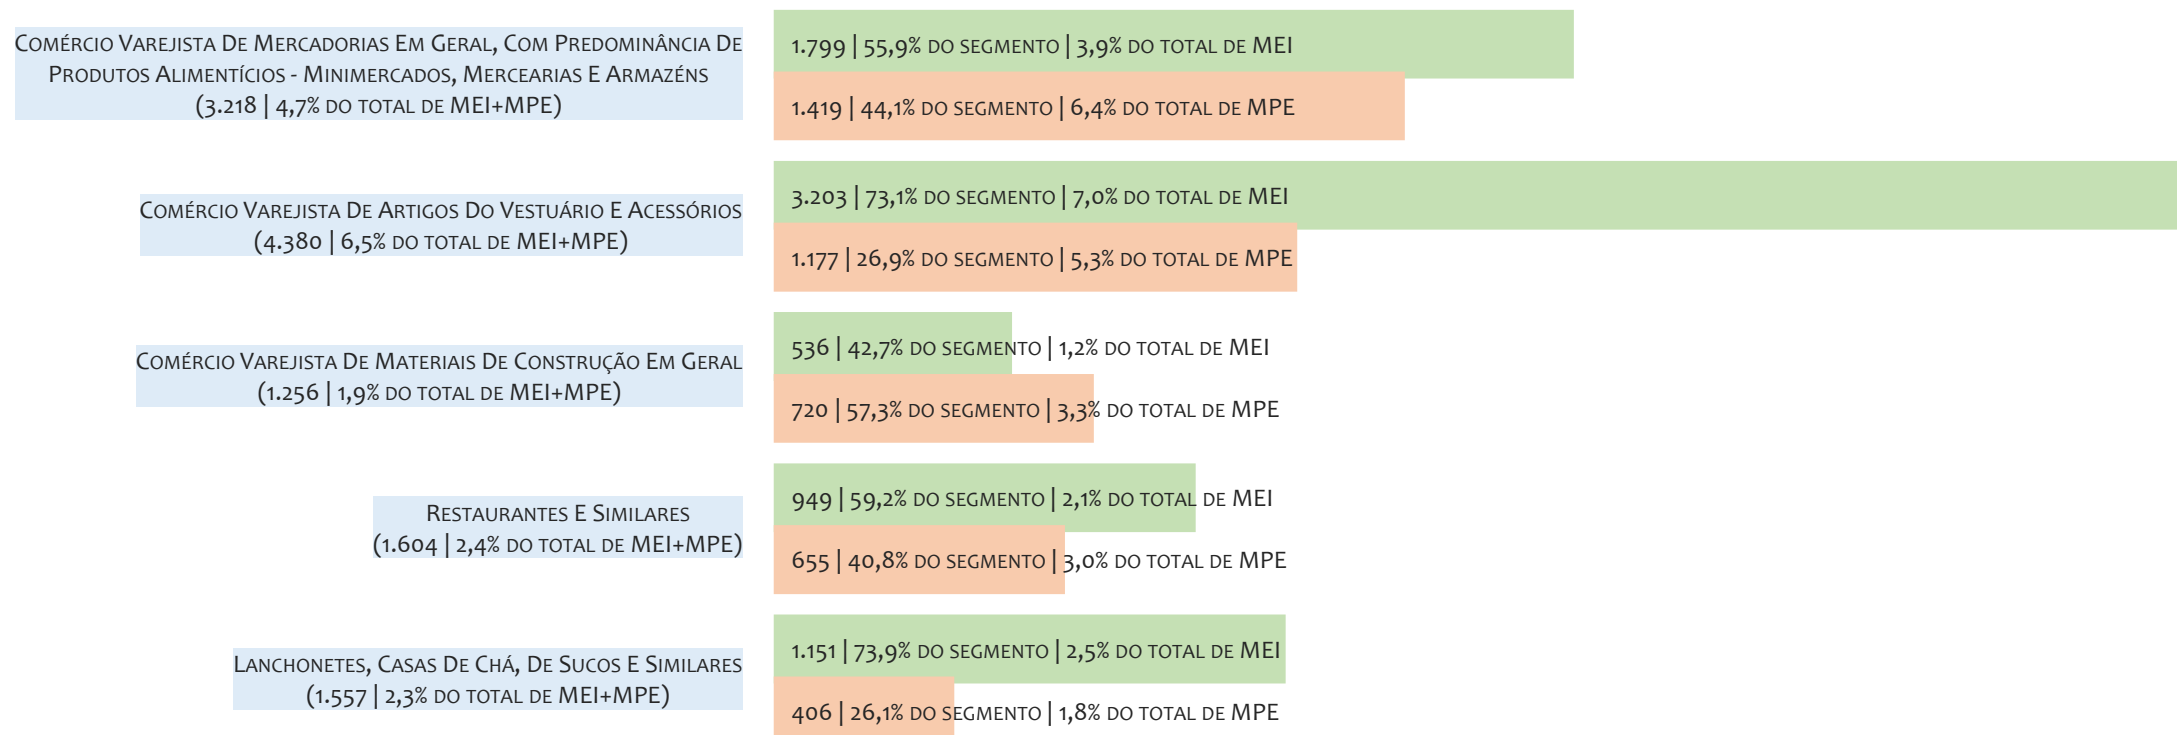 Comércio Varejista De Mercadorias Em Geral, Com Predominância De
Produtos Alimentícios - Minimercados, Mercearias E Armazéns
(3.218 | 4,7% do total de MEI+MPE)
1.799 | 55,9% do segmento | 3,9% do total de MEI
1.419 | 44,1% do segmento | 6,4% do total de MPE
Comércio Varejista De Artigos Do Vestuário E Acessórios
(4.380 | 6,5% do total de MEI+MPE)
3.203 | 73,1% do segmento | 7,0% do total de MEI
1.177 | 26,9% do segmento | 5,3% do total de MPE
Comércio Varejista De Materiais De Construção Em Geral
(1.256 | 1,9% do total de MEI+MPE)
536 | 42,7% do segmento | 1,2% do total de MEI
720 | 57,3% do segmento | 3,3% do total de MPE
Restaurantes E Similares
(1.604 | 2,4% do total de MEI+MPE)
949 | 59,2% do segmento | 2,1% do total de MEI
655 | 40,8% do segmento | 3,0% do total de MPE
Lanchonetes, Casas De Chá, De Sucos E Similares
(1.557 | 2,3% do total de MEI+MPE)
1.151 | 73,9% do segmento | 2,5% do total de MEI
406 | 26,1% do segmento | 1,8% do total de MPE